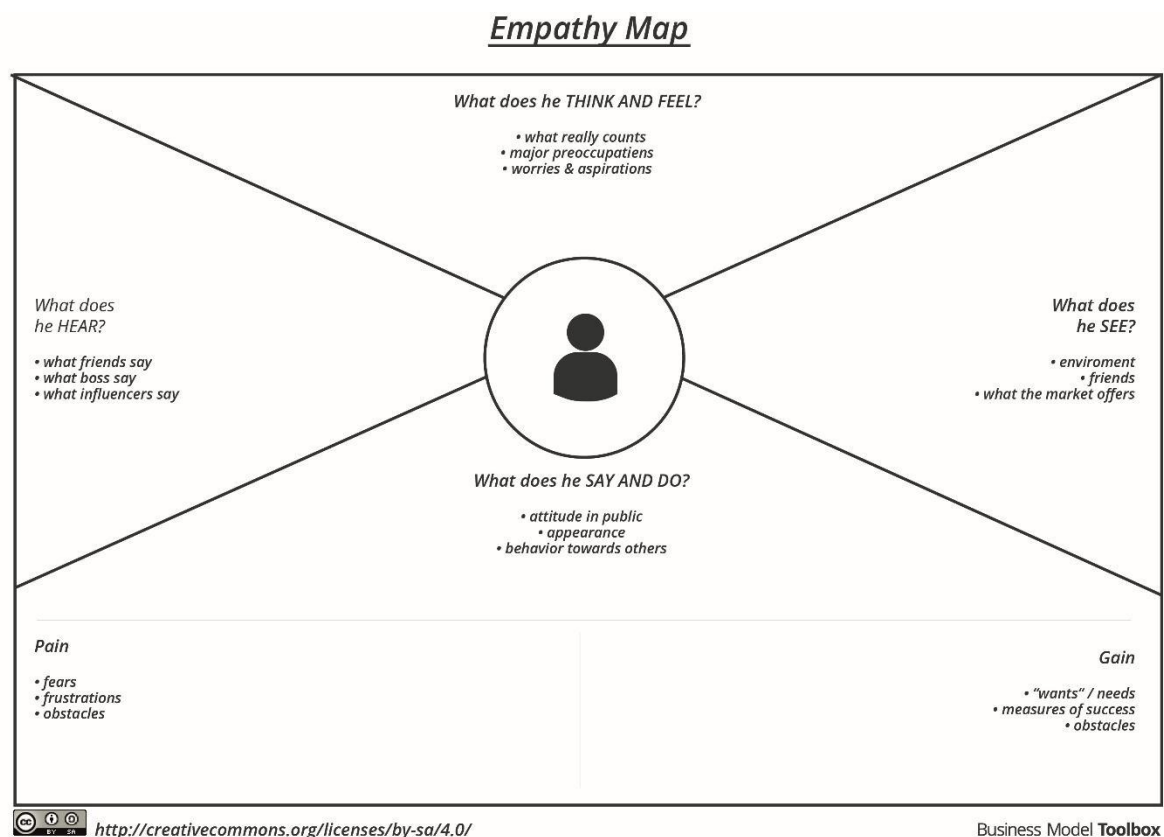 Empathy Map
What does he THINK AND FEEL?
• what really counts
• major preoccupatiens
• worries & aspirations
What does
he HEAR?
• what friends say
• what boss say
• what influencers say
What does
he SEE?
• enviroment
• friends
• what the market offers
What does he SAY AND DO?
• attitude in public
• appearance
• behavior towards others
Pain
• fears
• frustrations
• obstacles
Gain
• "wants" / needs
• measures of success
• obstacles
cc BY SA
http://creativecommons.org/licenses/by-sa/4.0/
Business Model Toolbox